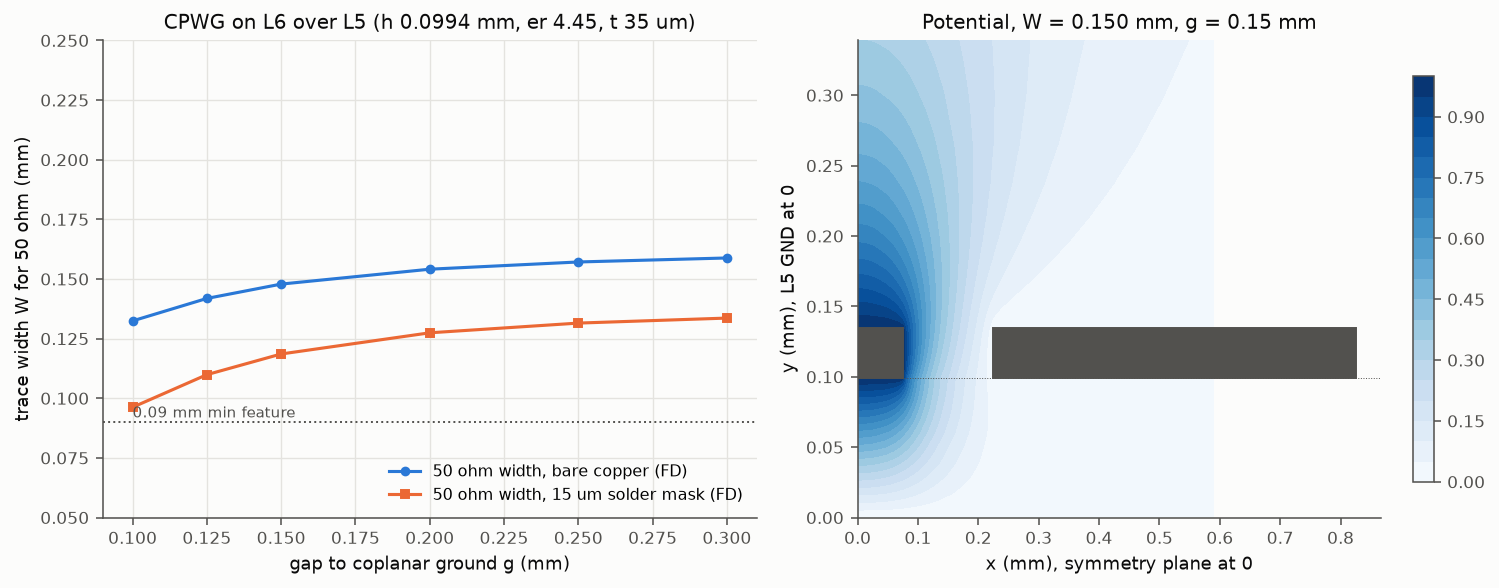 CPWG on L6 over L5 (h 0.0994 mm, er 4.45, t 35 um)
0.250
0.225
0.200
0.175
0.150
0.125
0.100
0.075
0.050
trace width W for 50 ohm (mm)
0.09 mm min feature
50 ohm width, bare copper (FD)
50 ohm width, 15 um solder mask (FD)
0.100 0.125 0.150 0.175 0.200 0.225 0.250 0.275 0.300
gap to coplanar ground g (mm)
Potential, W = 0.150 mm, g = 0.15 mm
0.30
0.25
0.20
0.15
0.10
0.05
0.00
y (mm), L5 GND at 0
0.0 0.1 0.2 0.3 0.4 0.5 0.6 0.7 0.8
x (mm), symmetry plane at 0
0.90
0.75
0.60
0.45
0.30
0.15
0.00